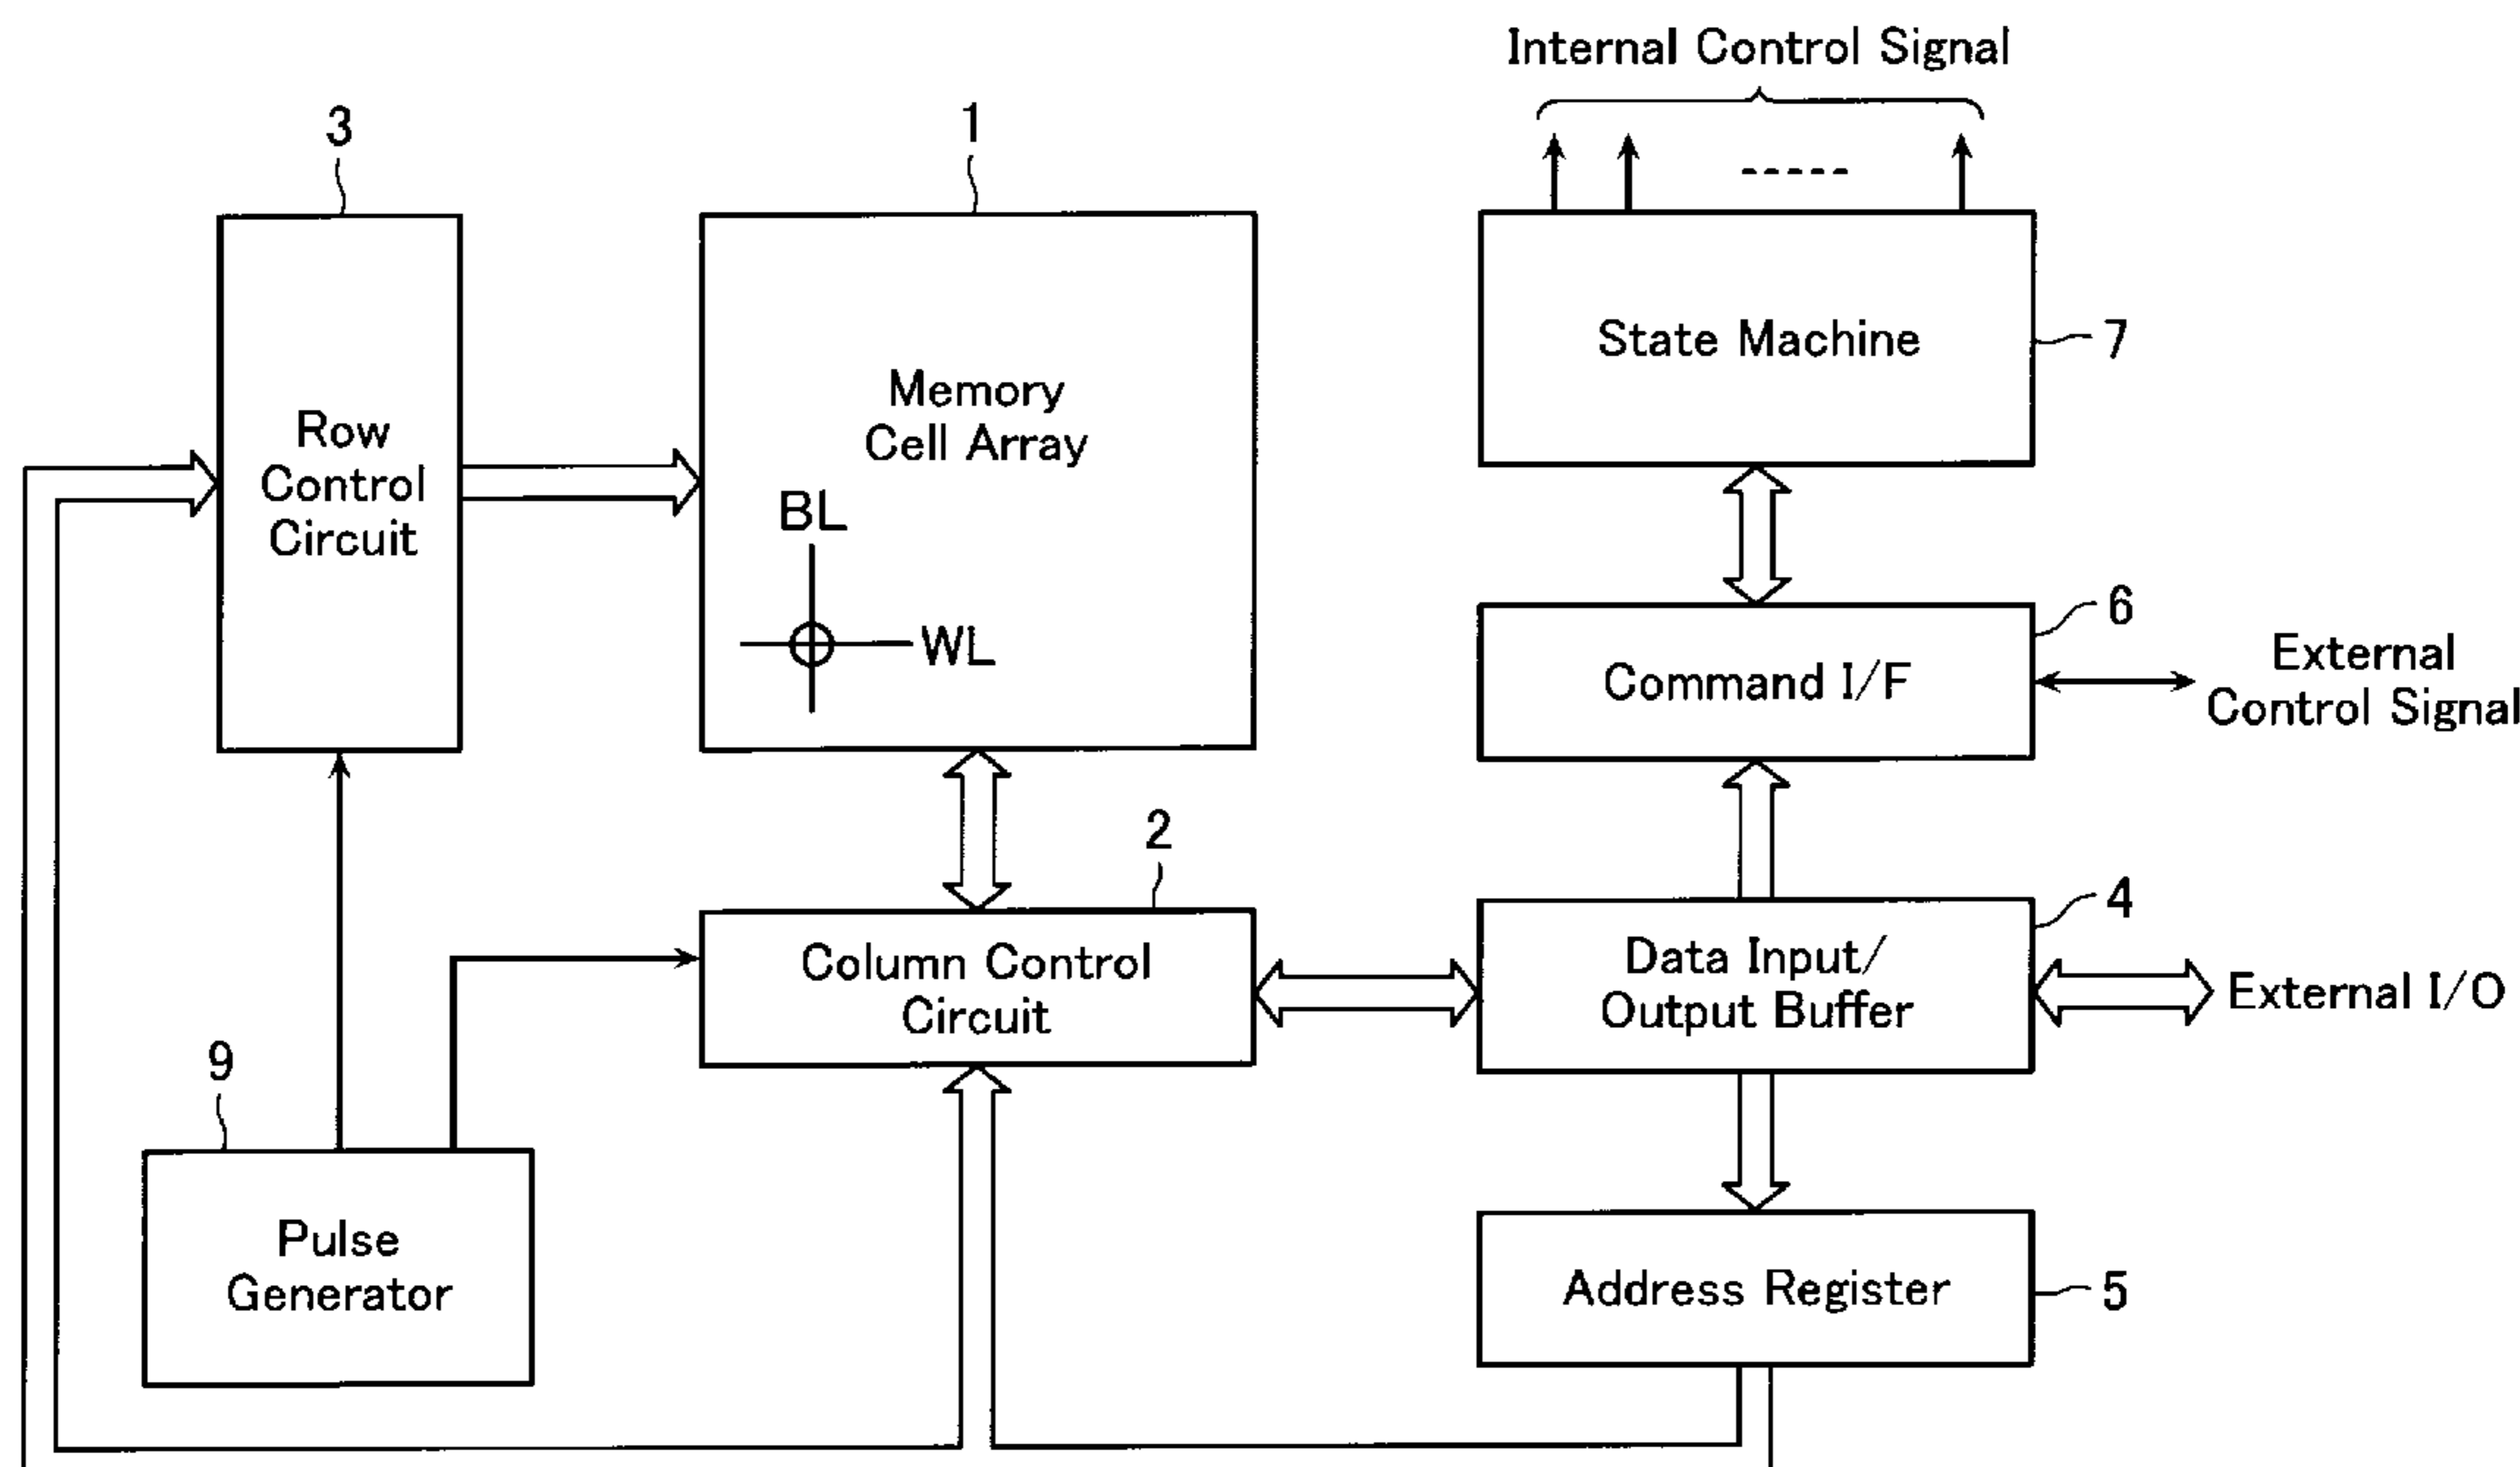 Internal Control Signal
3
1
Row
Control
Circuit
Memory
Cell Array
BL
WL
State Machine
7
6
Command I/F
External
Control Signal
2
Column Control
Circuit
4
Data Input/
Output Buffer
External I/O
9
Pulse
Generator
Address Register
5